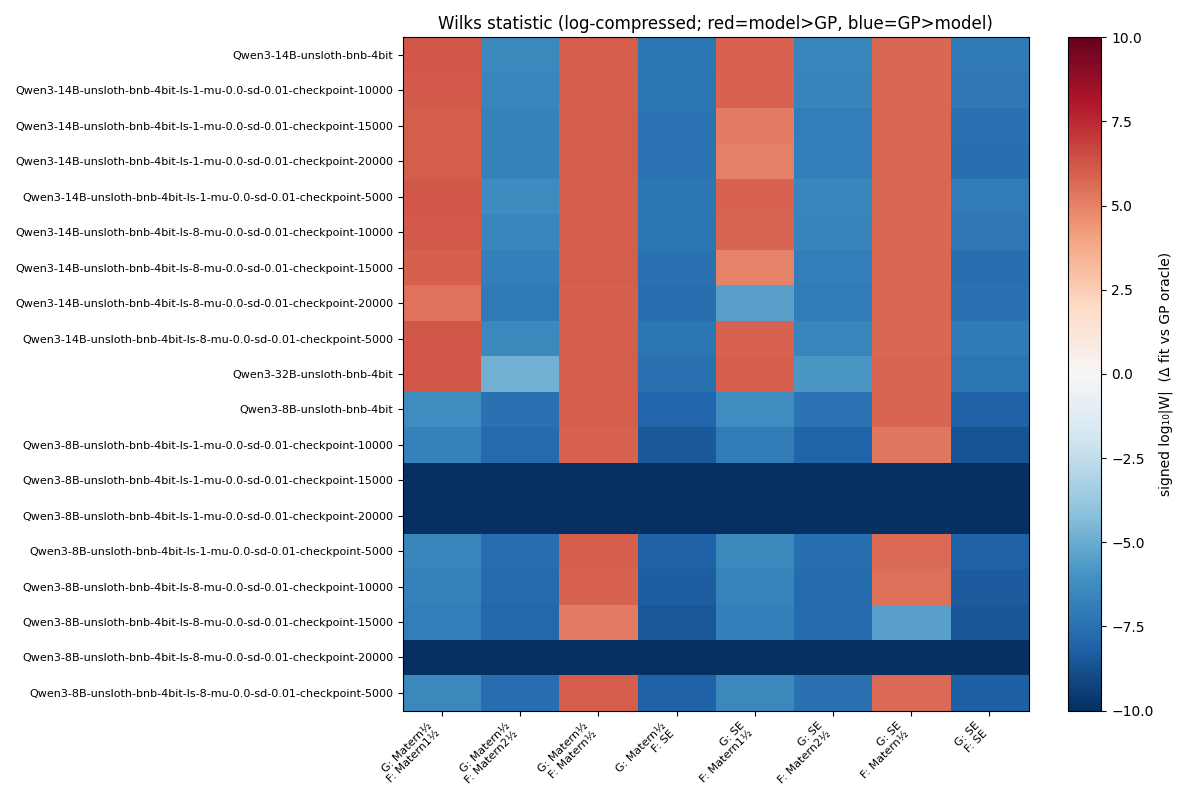 Wilks statistic (log-compressed; red=model>GP, blue=GP>model)
Qwen3-14B-unsloth-bnb-4bit
Qwen3-14B-unsloth-bnb-4bit-ls-1-mu-0.0-sd-0.01-checkpoint-10000
Qwen3-14B-unsloth-bnb-4bit-ls-1-mu-0.0-sd-0.01-checkpoint-15000
Qwen3-14B-unsloth-bnb-4bit-ls-1-mu-0.0-sd-0.01-checkpoint-20000
Qwen3-14B-unsloth-bnb-4bit-ls-1-mu-0.0-sd-0.01-checkpoint-5000
Qwen3-14B-unsloth-bnb-4bit-ls-8-mu-0.0-sd-0.01-checkpoint-10000
Qwen3-14B-unsloth-bnb-4bit-ls-8-mu-0.0-sd-0.01-checkpoint-15000
Qwen3-14B-unsloth-bnb-4bit-ls-8-mu-0.0-sd-0.01-checkpoint-20000
Qwen3-14B-unsloth-bnb-4bit-ls-8-mu-0.0-sd-0.01-checkpoint-5000
Qwen3-32B-unsloth-bnb-4bit
Qwen3-8B-unsloth-bnb-4bit
Qwen3-8B-unsloth-bnb-4bit-ls-1-mu-0.0-sd-0.01-checkpoint-10000
Qwen3-8B-unsloth-bnb-4bit-ls-1-mu-0.0-sd-0.01-checkpoint-15000
Qwen3-8B-unsloth-bnb-4bit-ls-1-mu-0.0-sd-0.01-checkpoint-20000
Qwen3-8B-unsloth-bnb-4bit-ls-1-mu-0.0-sd-0.01-checkpoint-5000
Qwen3-8B-unsloth-bnb-4bit-ls-8-mu-0.0-sd-0.01-checkpoint-10000
Qwen3-8B-unsloth-bnb-4bit-ls-8-mu-0.0-sd-0.01-checkpoint-15000
Qwen3-8B-unsloth-bnb-4bit-ls-8-mu-0.0-sd-0.01-checkpoint-20000
Qwen3-8B-unsloth-bnb-4bit-ls-8-mu-0.0-sd-0.01-checkpoint-5000
G: Matern½
F: Matern1½
G: Matern½
F: Matern2½
G: Matern½
F: Matern½
G: Matern½
F: SE
G: SE
F: Matern1½
G: SE
F: Matern2½
G: SE
F: Matern½
G: SE
F: SE
10.0
7.5
5.0
2.5
0.0
−2.5
−5.0
−7.5
−10.0
signed log₁₀|W| (Δ fit vs GP oracle)